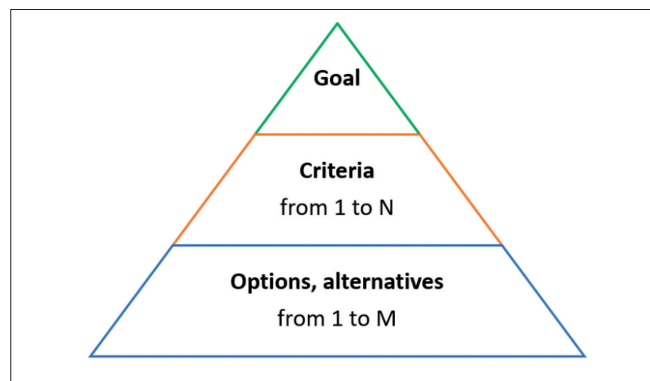 Goal
Criteria
from 1 to N
Options, alternatives
from 1 to M